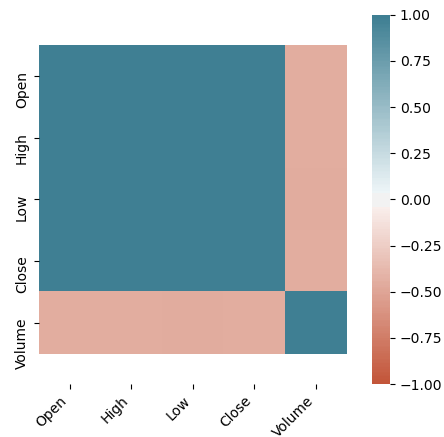 Open
High
Low
Close
Volume
Open
High
Low
Close
Volume
1.00
0.75
0.50
0.25
0.00
−0.25
−0.50
−0.75
−1.00